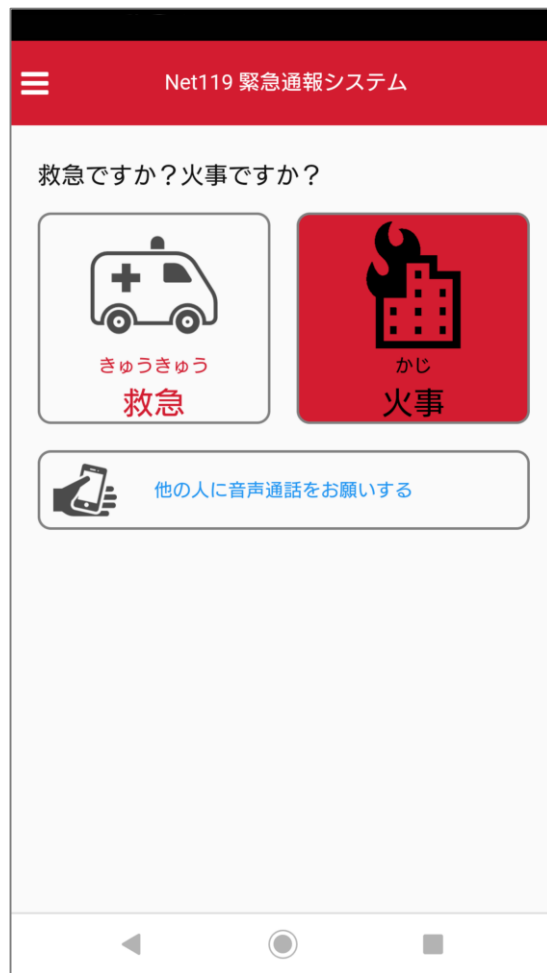 Net119 緊急通報システム
救急ですか？火事ですか？
きゅうきゅう
救急
かじ
火事
他の人に音声通話をお願いする